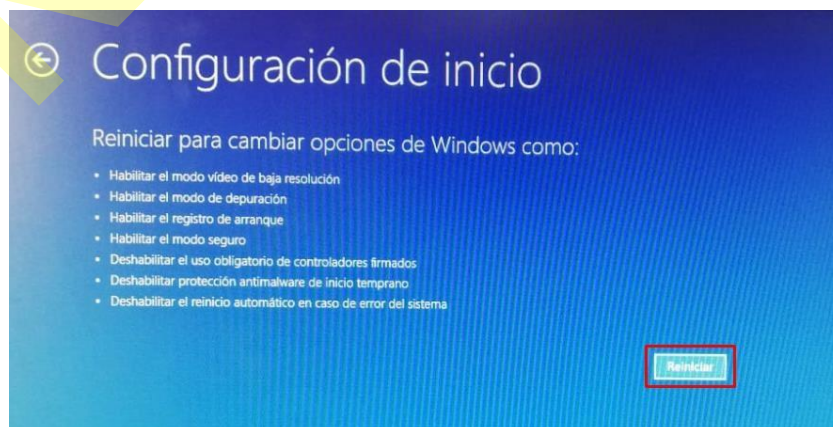 Configuración de inicio
Reiniciar para cambiar opciones de Windows como:
• Habilitar el modo vídeo de baja resolución
• Habilitar el modo de depuración
• Habilitar el registro de arranque
• Habilitar el modo seguro
• Deshabilitar el uso obligatorio de controladores firmados
• Deshabilitar protección antimalware de inicio temprano
• Deshabilitar el reinicio automático en caso de error del sistema
Reiniciar